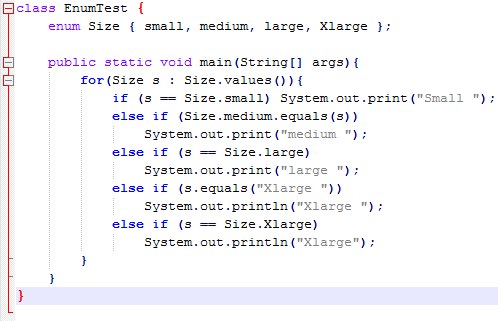 class EnumTest {
    enum Size { small, medium, large, Xlarge };

    public static void main(String[] args){
        for(Size s : Size.values()){
            if (s == Size.small) System.out.print("Small ");
            else if (Size.medium.equals(s))
                System.out.print("medium ");
            else if (s == Size.large)
                System.out.print("large ");
            else if (s.equals("Xlarge "))
                System.out.println("Xlarge ");
            else if (s == Size.Xlarge)
                System.out.println("Xlarge");
        }
    }
}